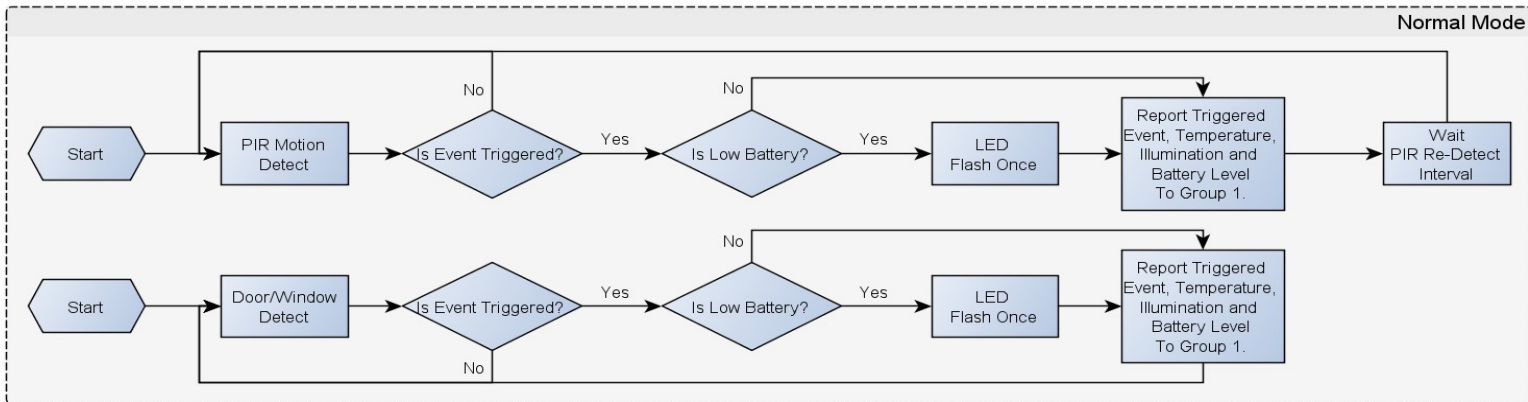 Normal Mode
No
No
Start
PIR Motion
Detect
Is Event Triggered?
Yes
Is Low Battery?
Yes
LED
Flash Once
Report Triggered
Event, Temperature,
Illumination and
Battery Level
To Group 1.
Wait
PIR Re-Detect
Interval
No
Start
Door/Window
Detect
Is Event Triggered?
Yes
Is Low Battery?
Yes
LED
Flash Once
Report Triggered
Event, Temperature,
Illumination and
Battery Level
To Group 1.
No